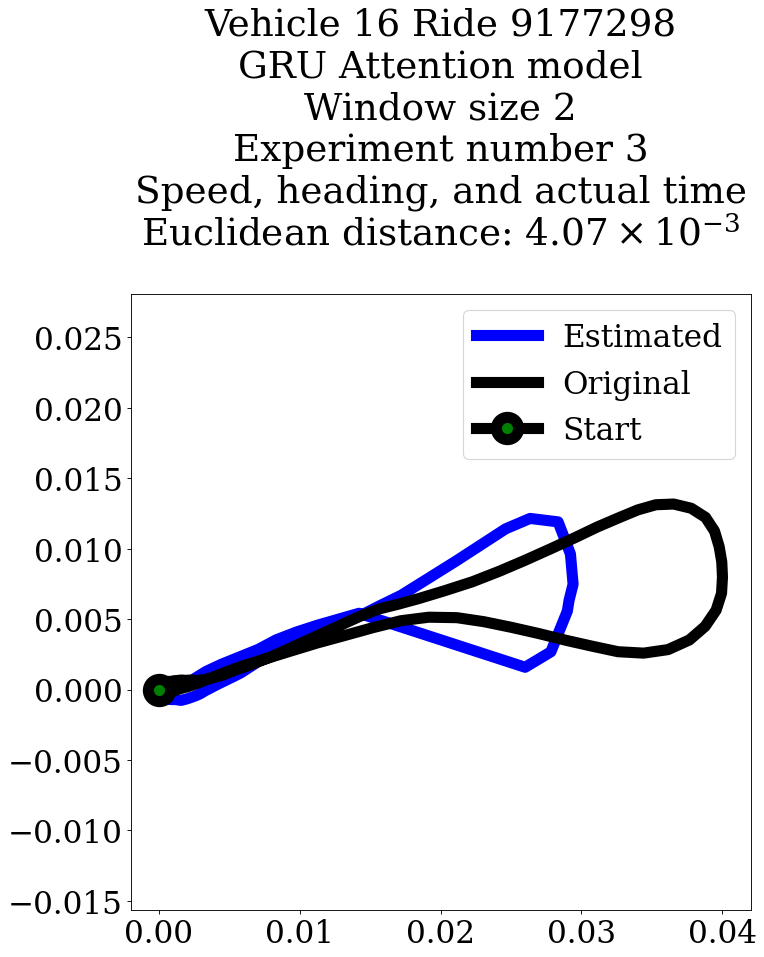 Vehicle 16 Ride 9177298
GRU Attention model
Window size 2
Experiment number 3
Speed, heading, and actual time
Euclidean distance: 4.07 × 10⁻³
Estimated
Original
Start
0.025
0.020
0.015
0.010
0.005
0.000
−0.005
−0.010
−0.015
0.00 0.01 0.02 0.03 0.04